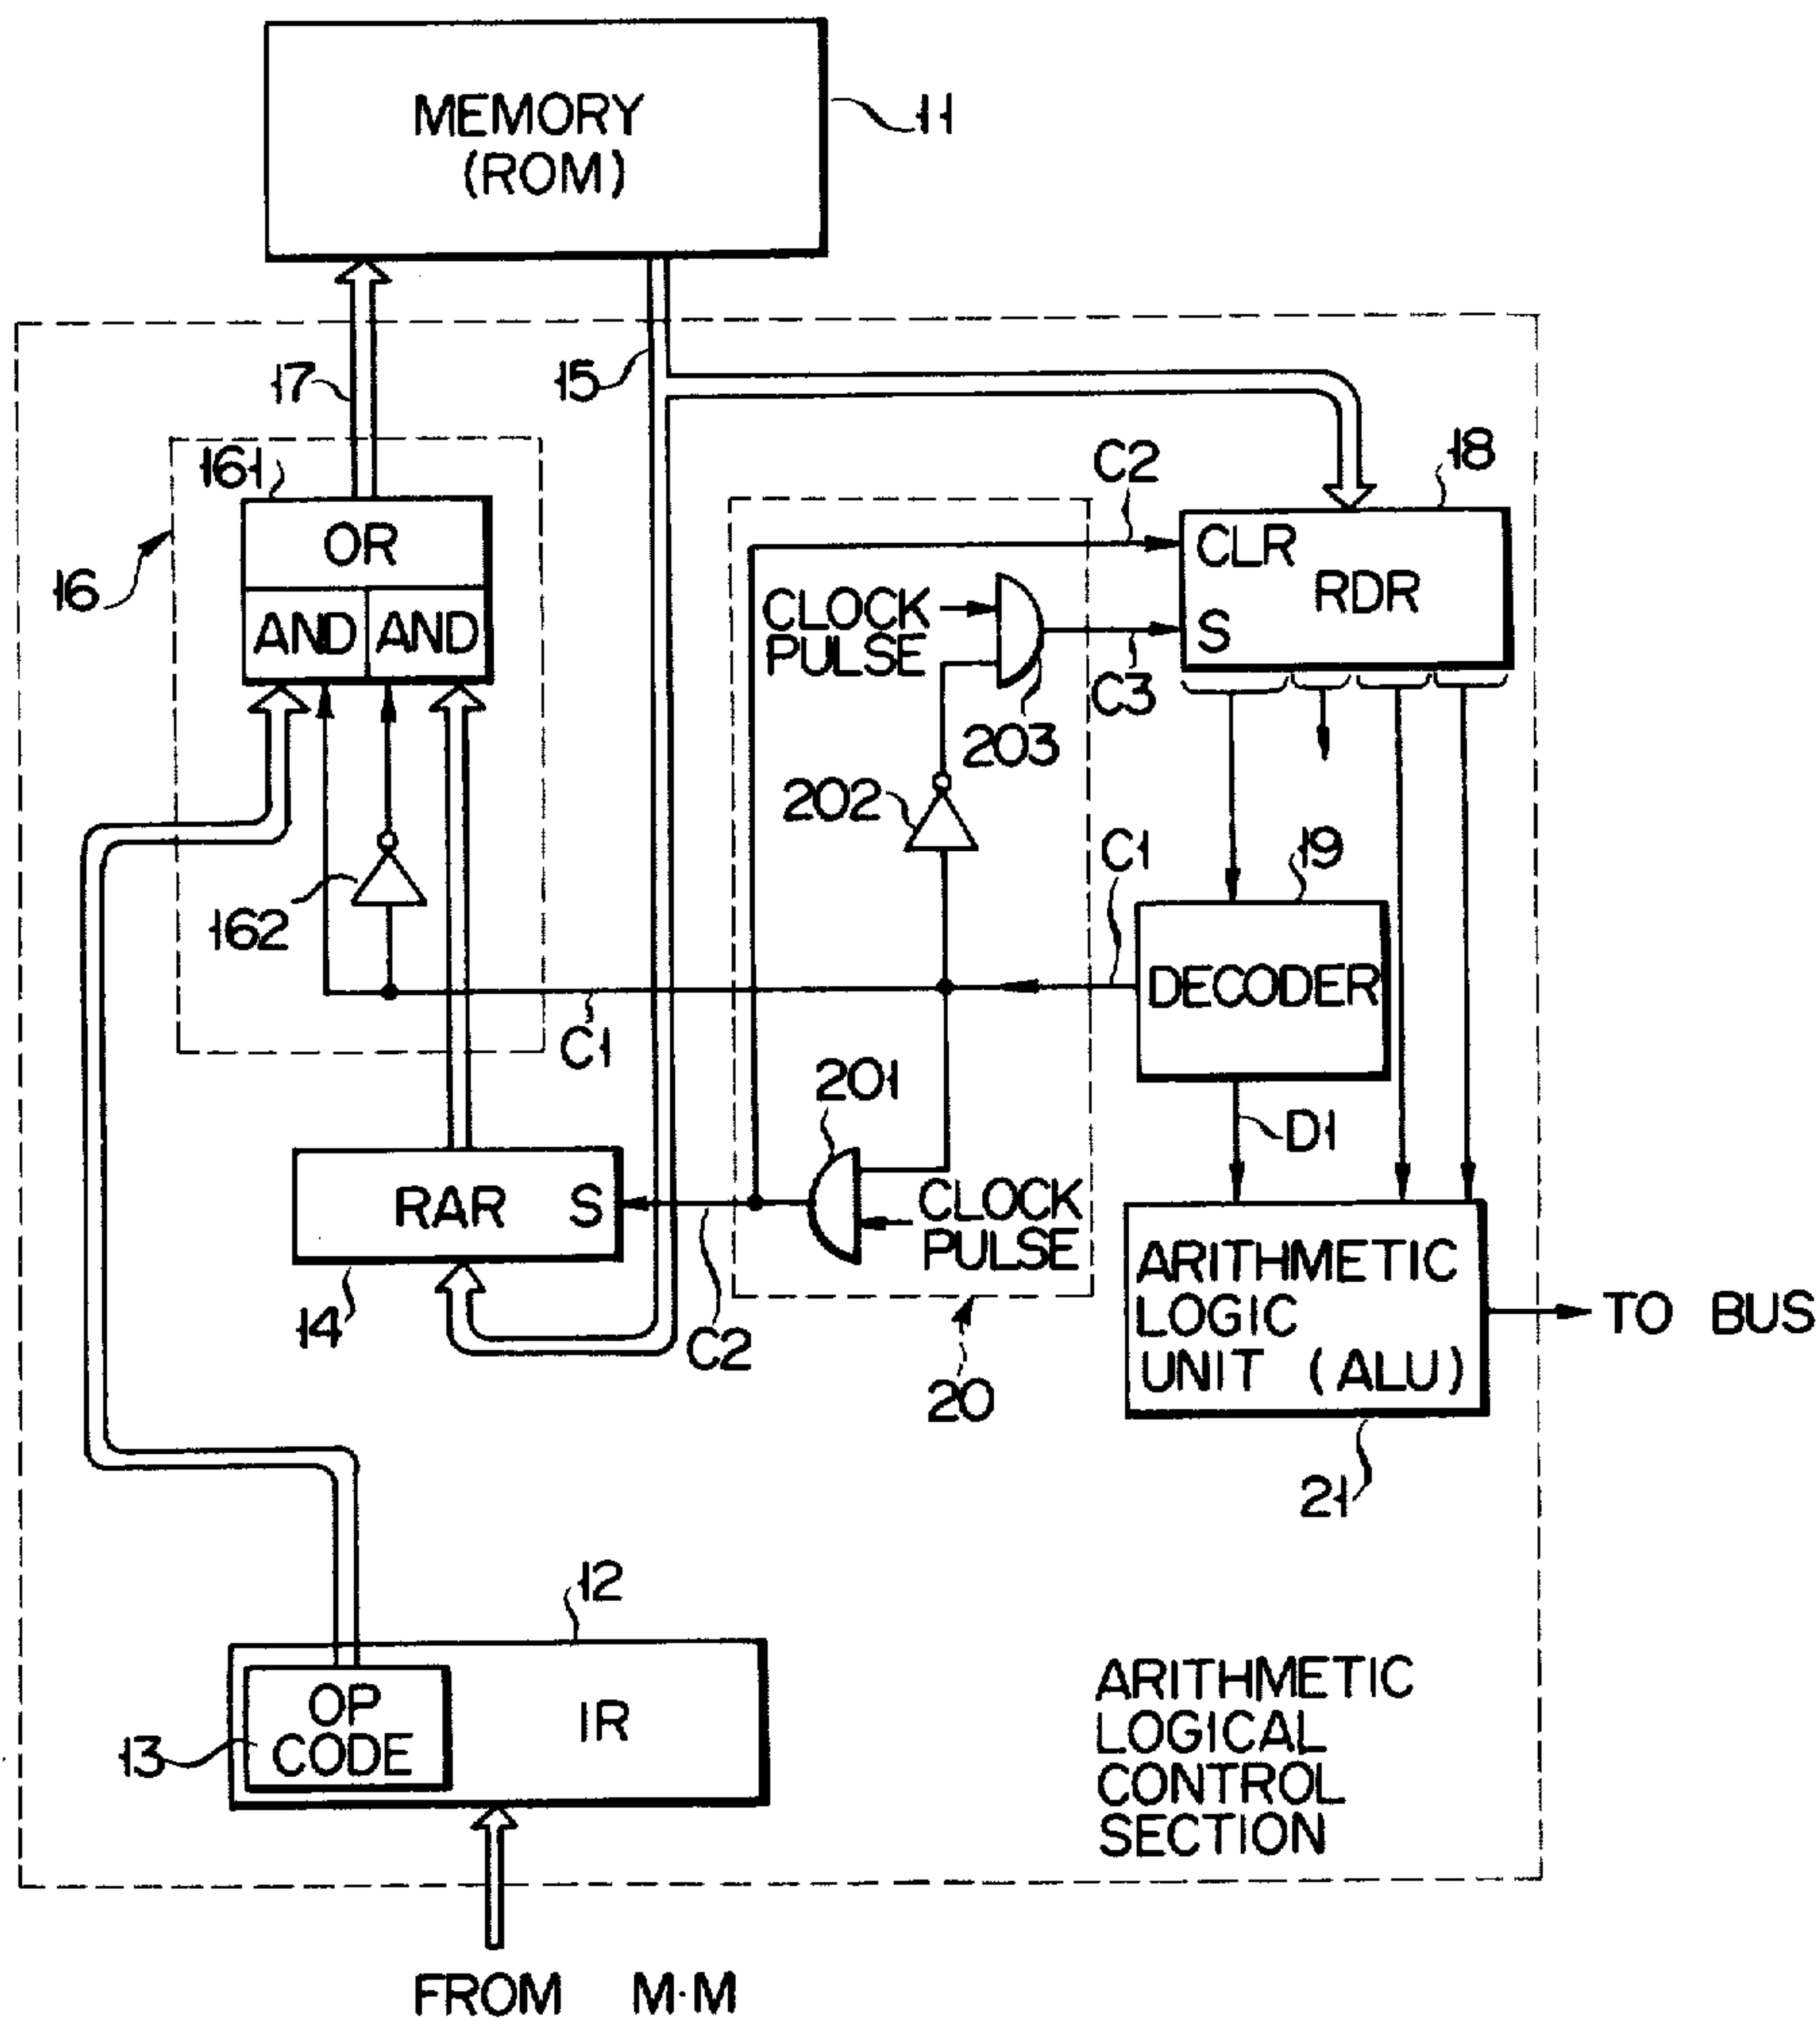 MEMORY
(ROM)
11
17
15
161
C2
18
OR
CLR
RDR
16
AND AND
CLOCK
PULSE
S
C3
203
202
C1
19
162
DECODER
C1
201
D1
RAR S
CLOCK
PULSE
ARITHMETIC
LOGIC
UNIT (ALU)
TO BUS
14
C2
20
21
12
OP
CODE
IR
13
ARITHMETIC
LOGICAL
CONTROL
SECTION
FROM M·M